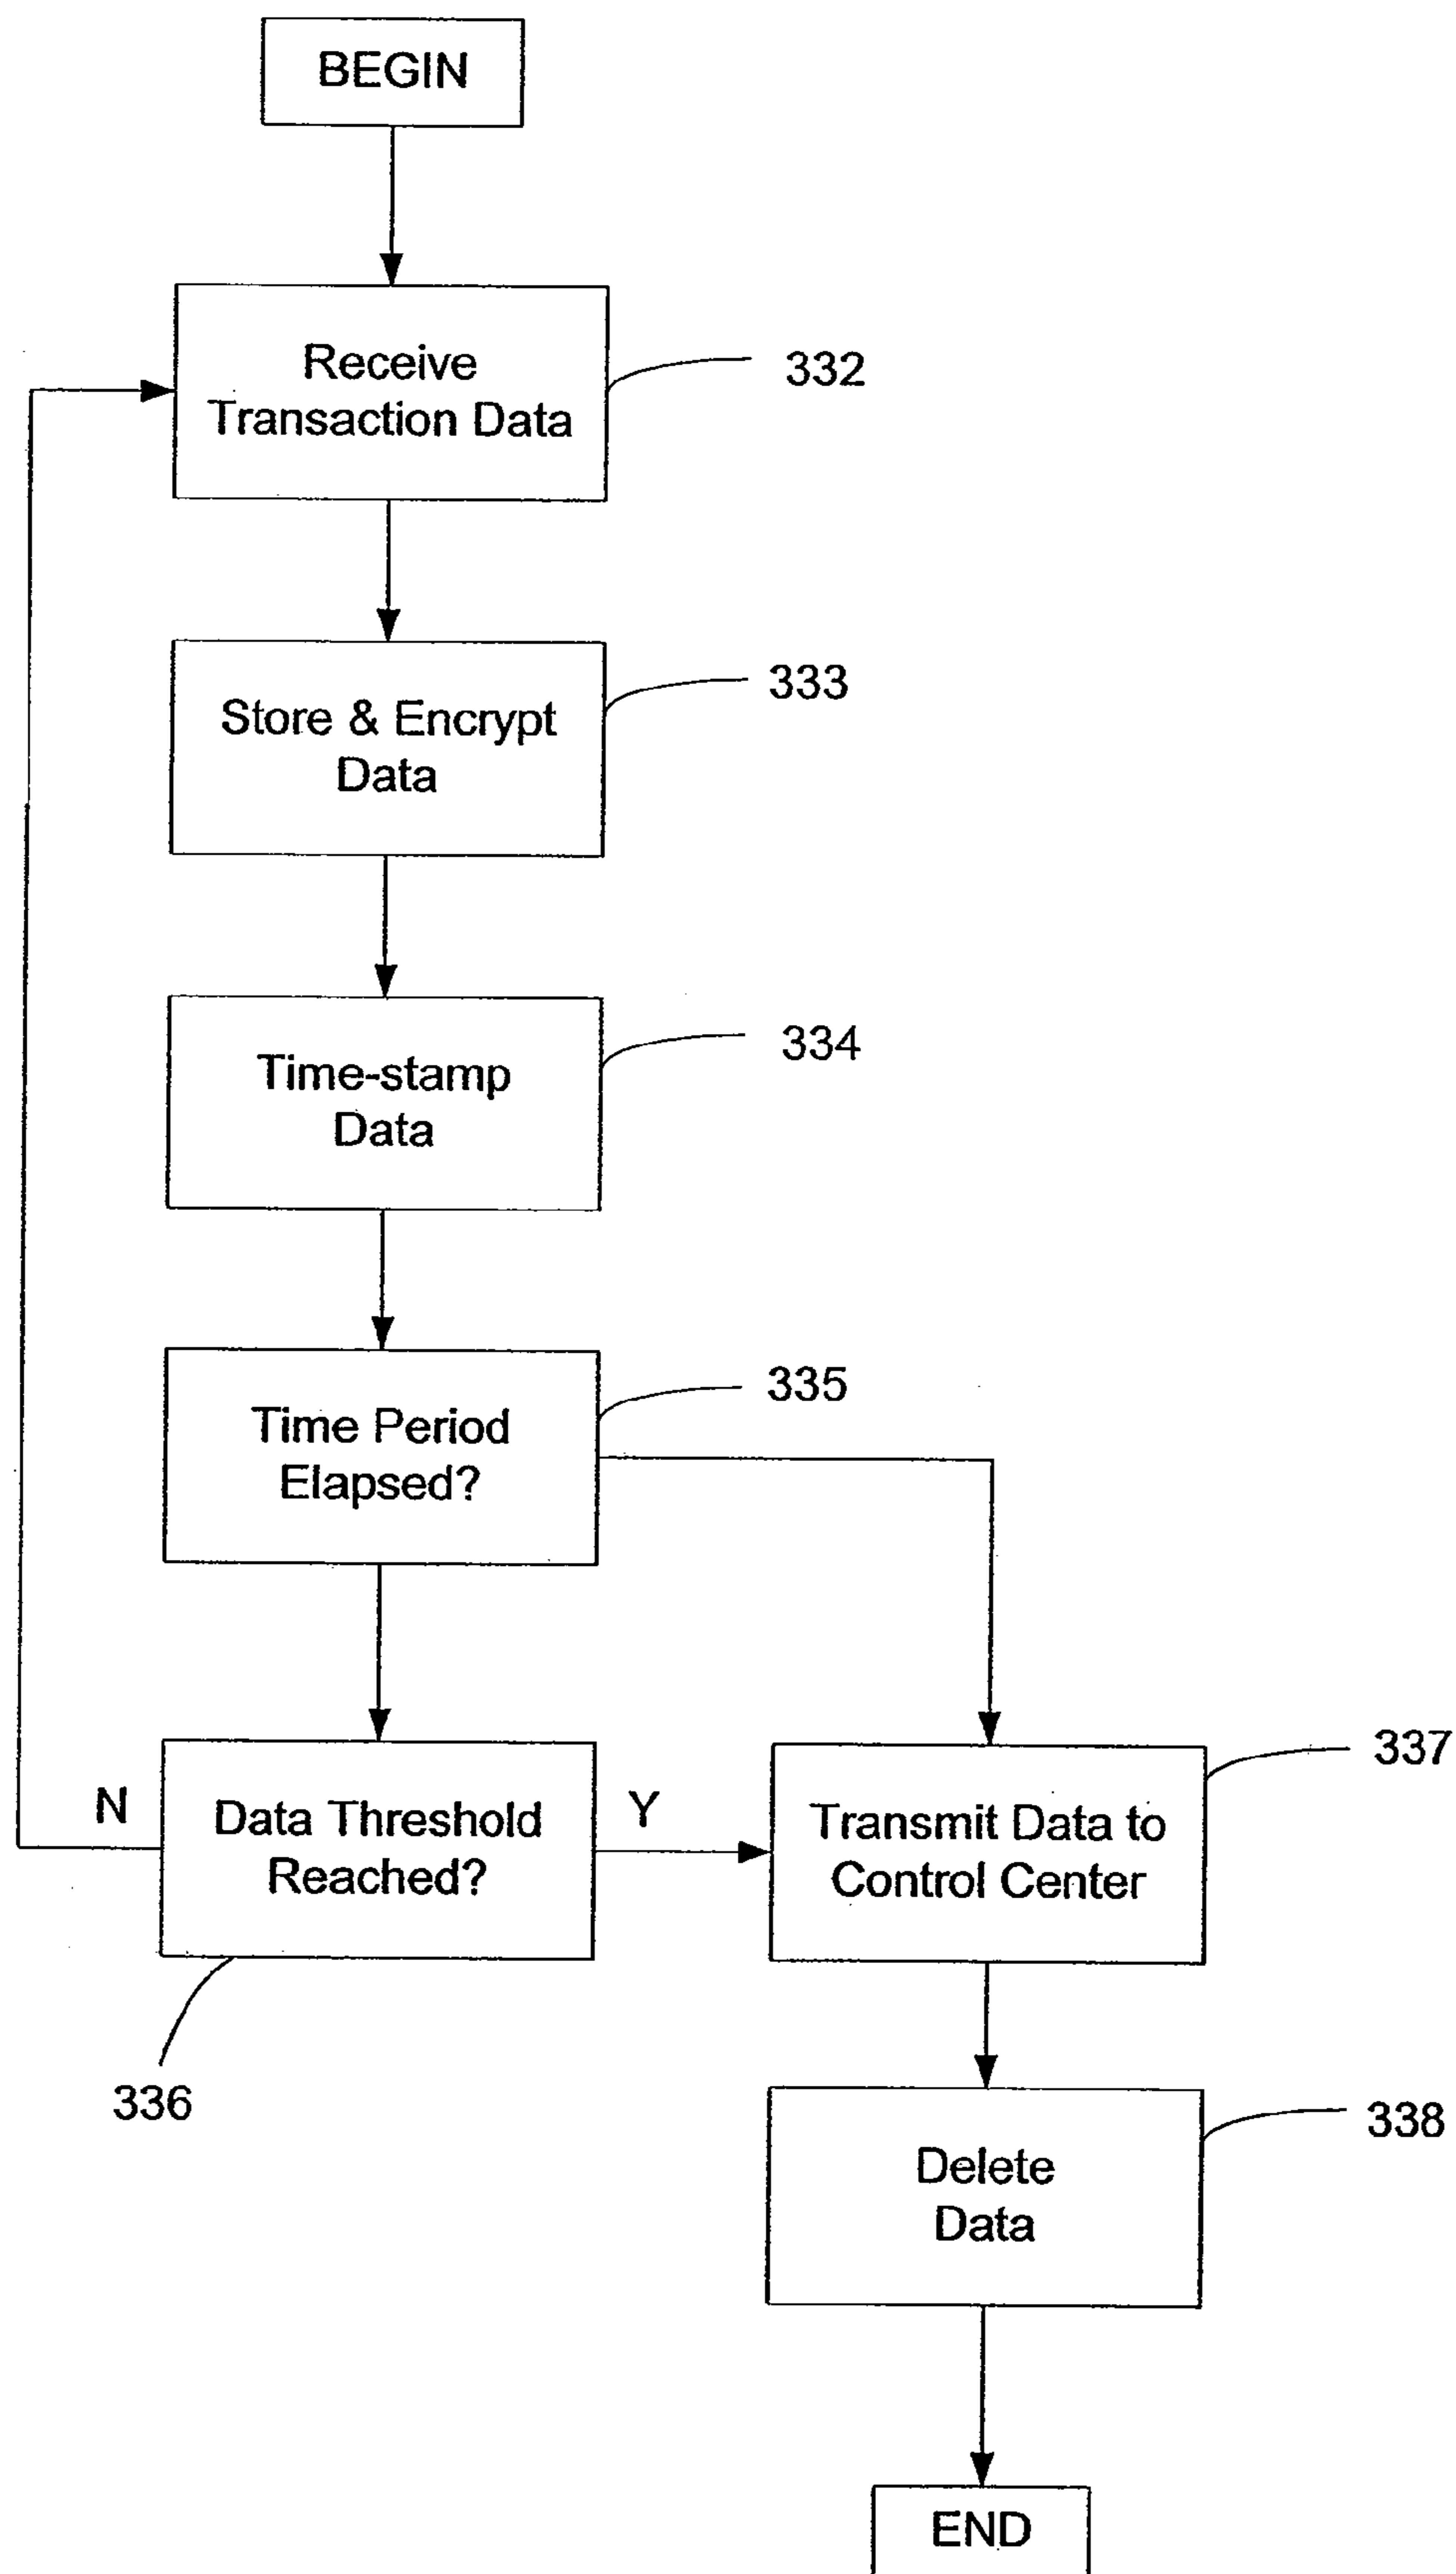 BEGIN
Receive
Transaction Data
332
Store & Encrypt
Data
333
Time-stamp
Data
334
Time Period
Elapsed?
335
N
Data Threshold
Reached?
Y
336
Transmit Data to
Control Center
337
Delete
Data
338
END